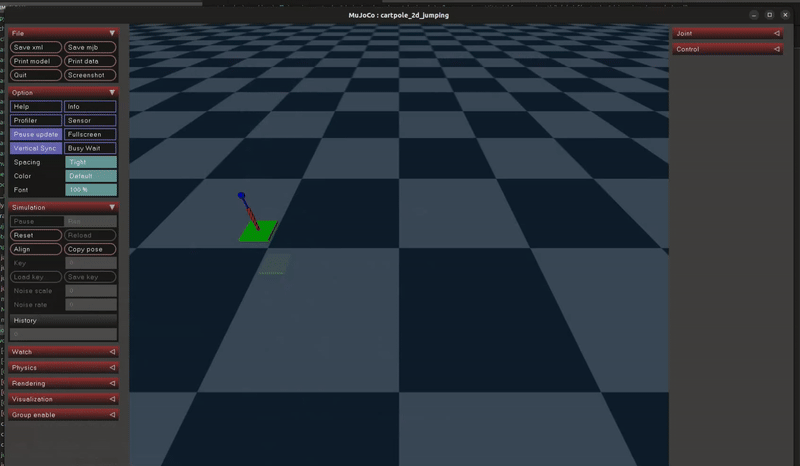 MuJoCo : cartpole_2d_jumping
File
Save xml Save mjb
Print model Print data
Quit Screenshot
Option
Help Info
Profiler Sensor
Pause update Fullscreen
Vertical Sync Busy Wait
Spacing Tight
Color Default
Font 100 %
Simulation
Pause Run
Reset Reload
Align Copy pose
Key 0
Load key Save key
Noise scale 0
Noise rate 0
History
0
Watch
Physics
Rendering
Visualization
Group enable
Joint
Control